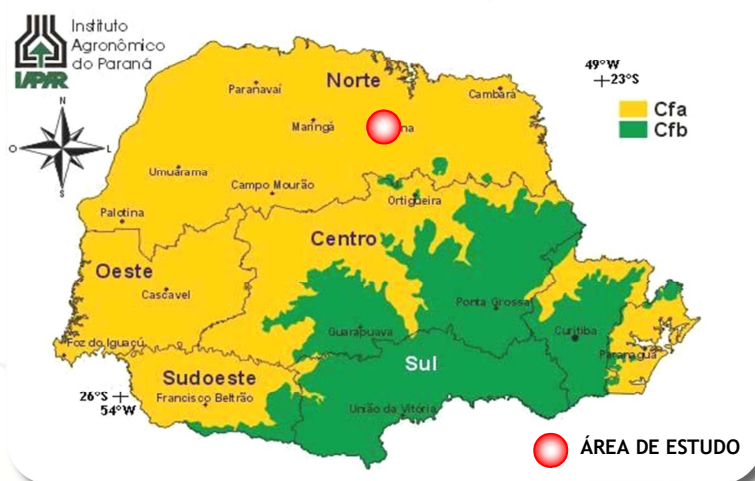 Instituto
Agronômico
do Paraná
IAPAR
N
O
L
S
49°W
23°S
Cfa
Cfb
Norte
Paranavaí
Cambará
Maringá
na
Umuarama
Campo Mourão
Ortigueira
Palotina
Centro
Oeste
Cascavel
Ponta Grossa
Guarapuava
Curitiba
Foz do Iguaçú
Paranaguá
Sul
Sudoeste
Francisco Beltrão
26°S
54°W
União da Vitória
ÁREA DE ESTUDO